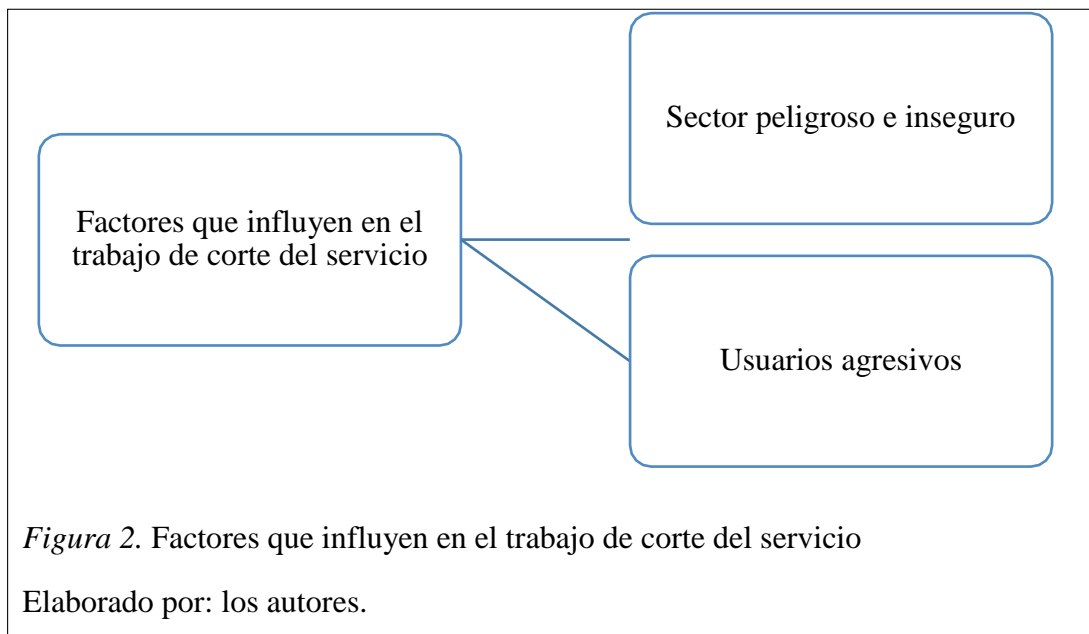 Factores que influyen en el
trabajo de corte del servicio
Sector peligroso e inseguro
Usuarios agresivos
Figura 2. Factores que influyen en el trabajo de corte del servicio
Elaborado por: los autores.